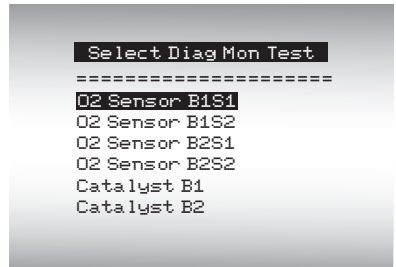 Select Diag Mon Test
=====================
O2 Sensor B1S1
O2 Sensor B1S2
O2 Sensor B2S1
O2 Sensor B2S2
Catalyst B1
Catalyst B2